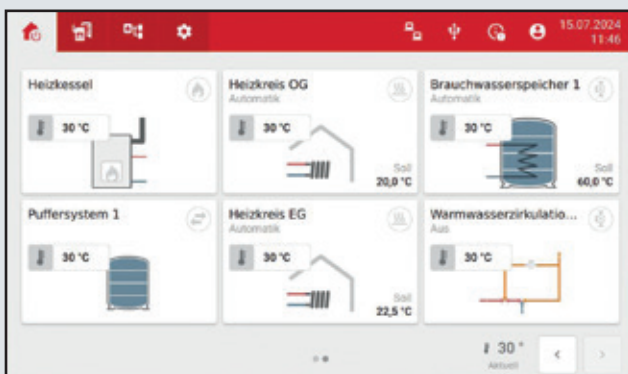 15.07.2024
11:46
Heizkessel
30 °C
Heizkreis OG
Automatik
30 °C
Soll
20,0 °C
Brauchwasserspeicher 1
Automatik
30 °C
Soll
60,0 °C
Puffersystem 1
30 °C
Heizkreis EG
Automatik
30 °C
Soll
22,5 °C
Warmwasserzirkulatio...
Aus
30 °C
30 °
Aktuell